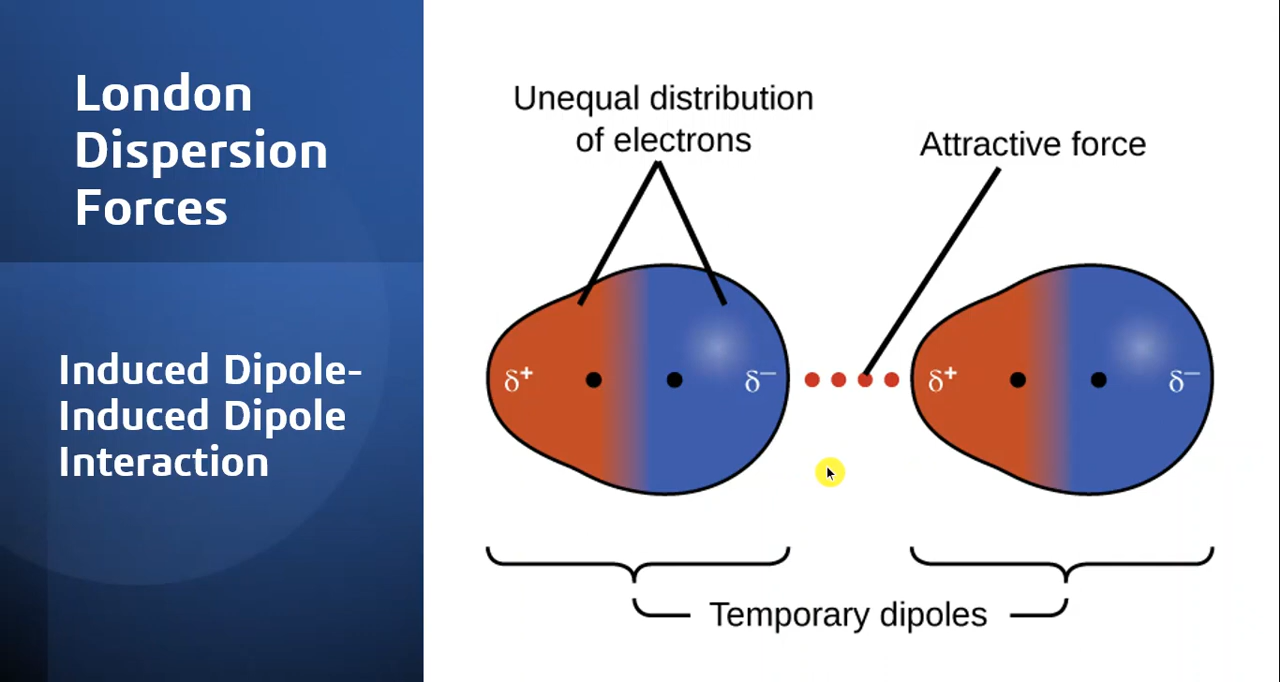 London
Dispersion
Forces
Induced Dipole-
Induced Dipole
Interaction
Unequal distribution
of electrons
Attractive force
δ+
δ−
δ+
δ−
Temporary dipoles